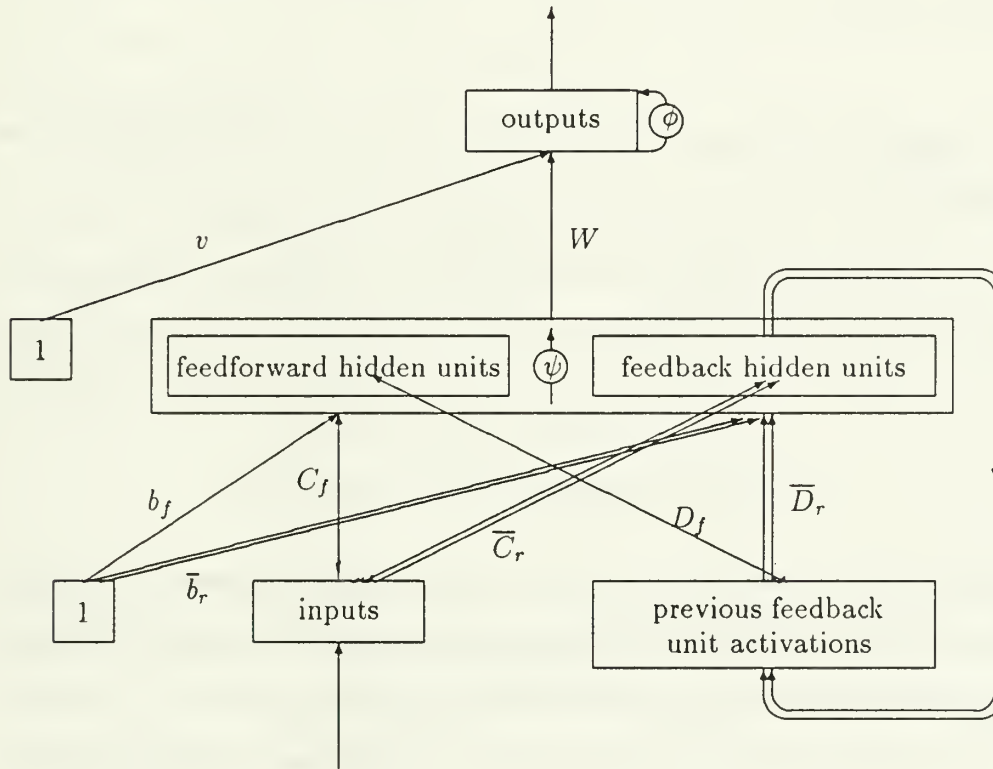 outputs
φ
v
W
1
feedforward hidden units
ψ
feedback hidden units
b_f
C_f
D_f
D̅_r
C̅_r
b̅_r
1
inputs
previous feedback
unit activations